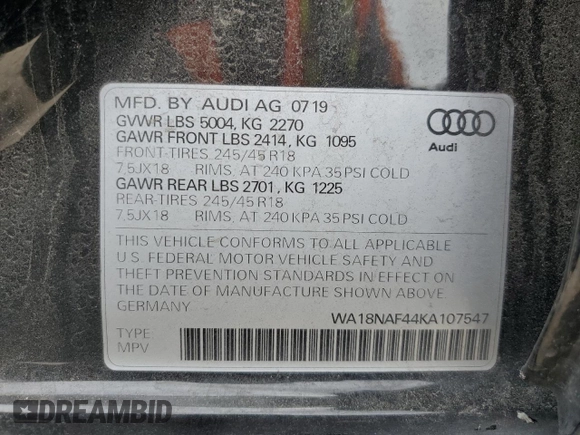 MFD. BY AUDI AG 07 19
GVWR LBS 5004, KG 2270
GAWR FRONT LBS 2414, KG 1095
FRONT-TIRES 245/45 R18
7,5JX18 RIMS, AT 240 KPA 35 PSI COLD
GAWR REAR LBS 2701, KG 1225
REAR-TIRES 245/45 R18
7,5JX18 RIMS, AT 240 KPA 35 PSI COLD
Audi
THIS VEHICLE CONFORMS TO ALL APPLICABLE
U.S. FEDERAL MOTOR VEHICLE SAFETY AND
THEFT PREVENTION STANDARDS IN EFFECT ON
THE DATE OF MANUFACTURE SHOWN ABOVE.
GERMANY
WA18NAF44KA107547
TYPE
MPV
DREAMBID